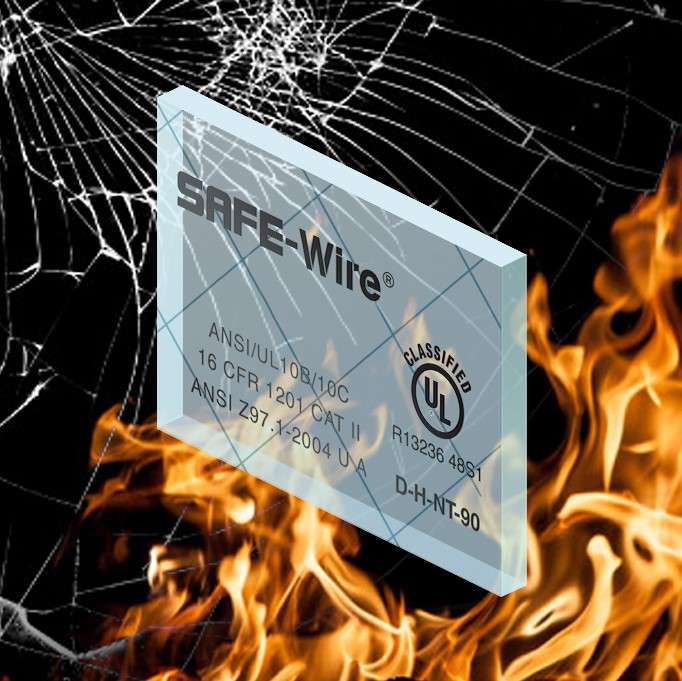 SAFE-Wire®
ANSI/UL10B/10C
16 CFR 1201 CAT II
ANSI Z97.1-2004 U A
CLASSIFIED
UL
R13236 48S1
D-H-NT-90